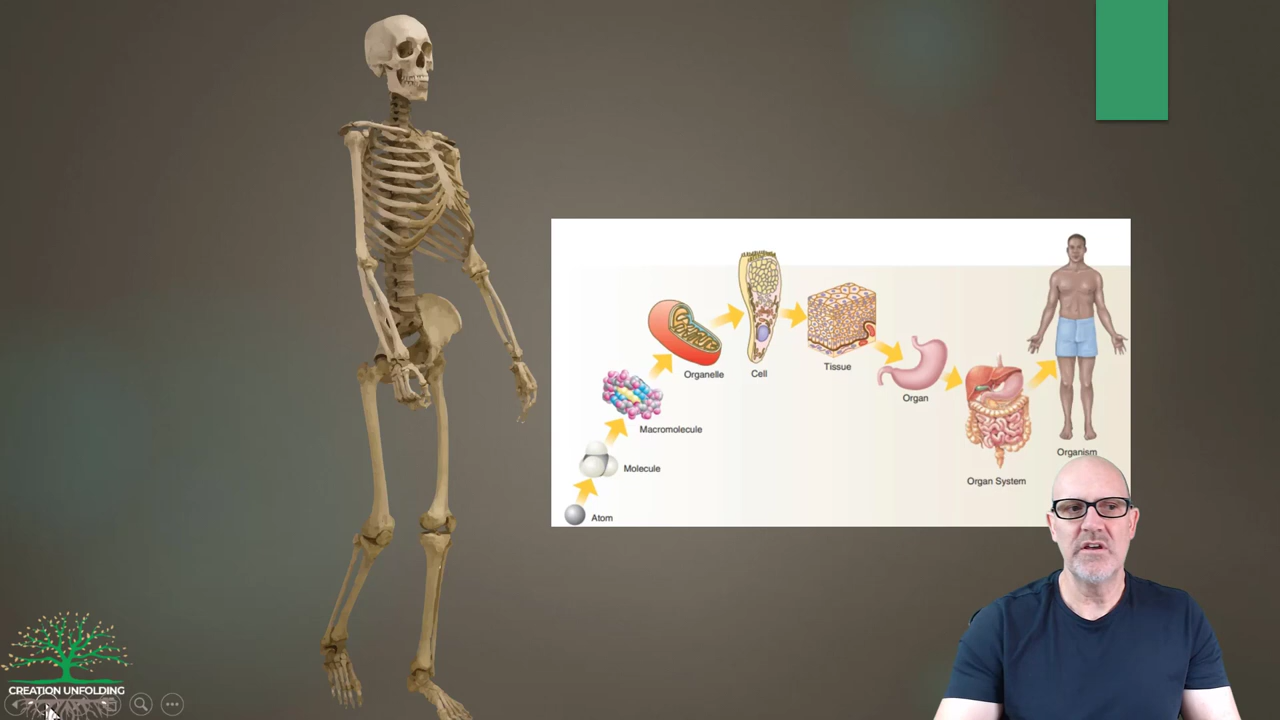 Organelle
Cell
Tissue
Organ
Macromolecule
Organism
Molecule
Organ System
Atom
CREATION UNFOLDING